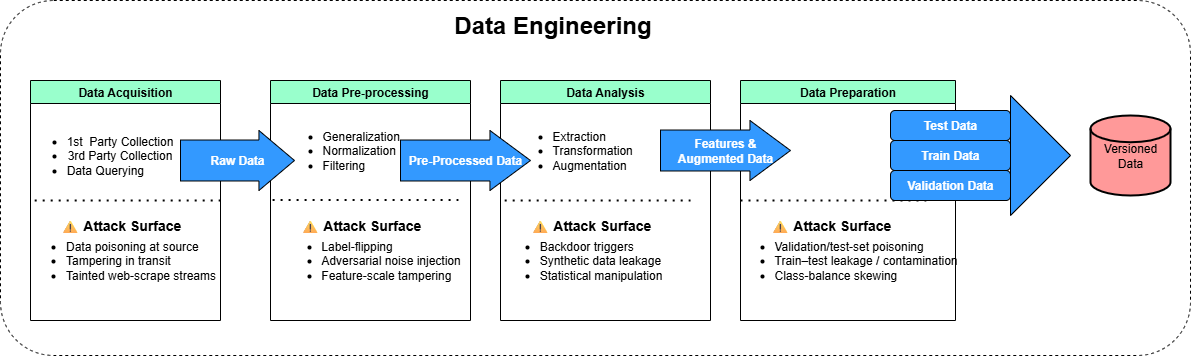 Data Engineering
Data Acquisition
1st Party Collection
3rd Party Collection
Data Querying
Raw Data
⚠ Attack Surface
Data poisoning at source
Tampering in transit
Tainted web-scrape streams
Data Pre-processing
Generalization
Normalization
Filtering
Pre-Processed Data
⚠ Attack Surface
Label-flipping
Adversarial noise injection
Feature-scale tampering
Data Analysis
Extraction
Transformation
Augmentation
Features &
Augmented Data
⚠ Attack Surface
Backdoor triggers
Synthetic data leakage
Statistical manipulation
Data Preparation
Test Data
Train Data
Validation Data
⚠ Attack Surface
Validation/test-set poisoning
Train–test leakage / contamination
Class-balance skewing
Versioned
Data